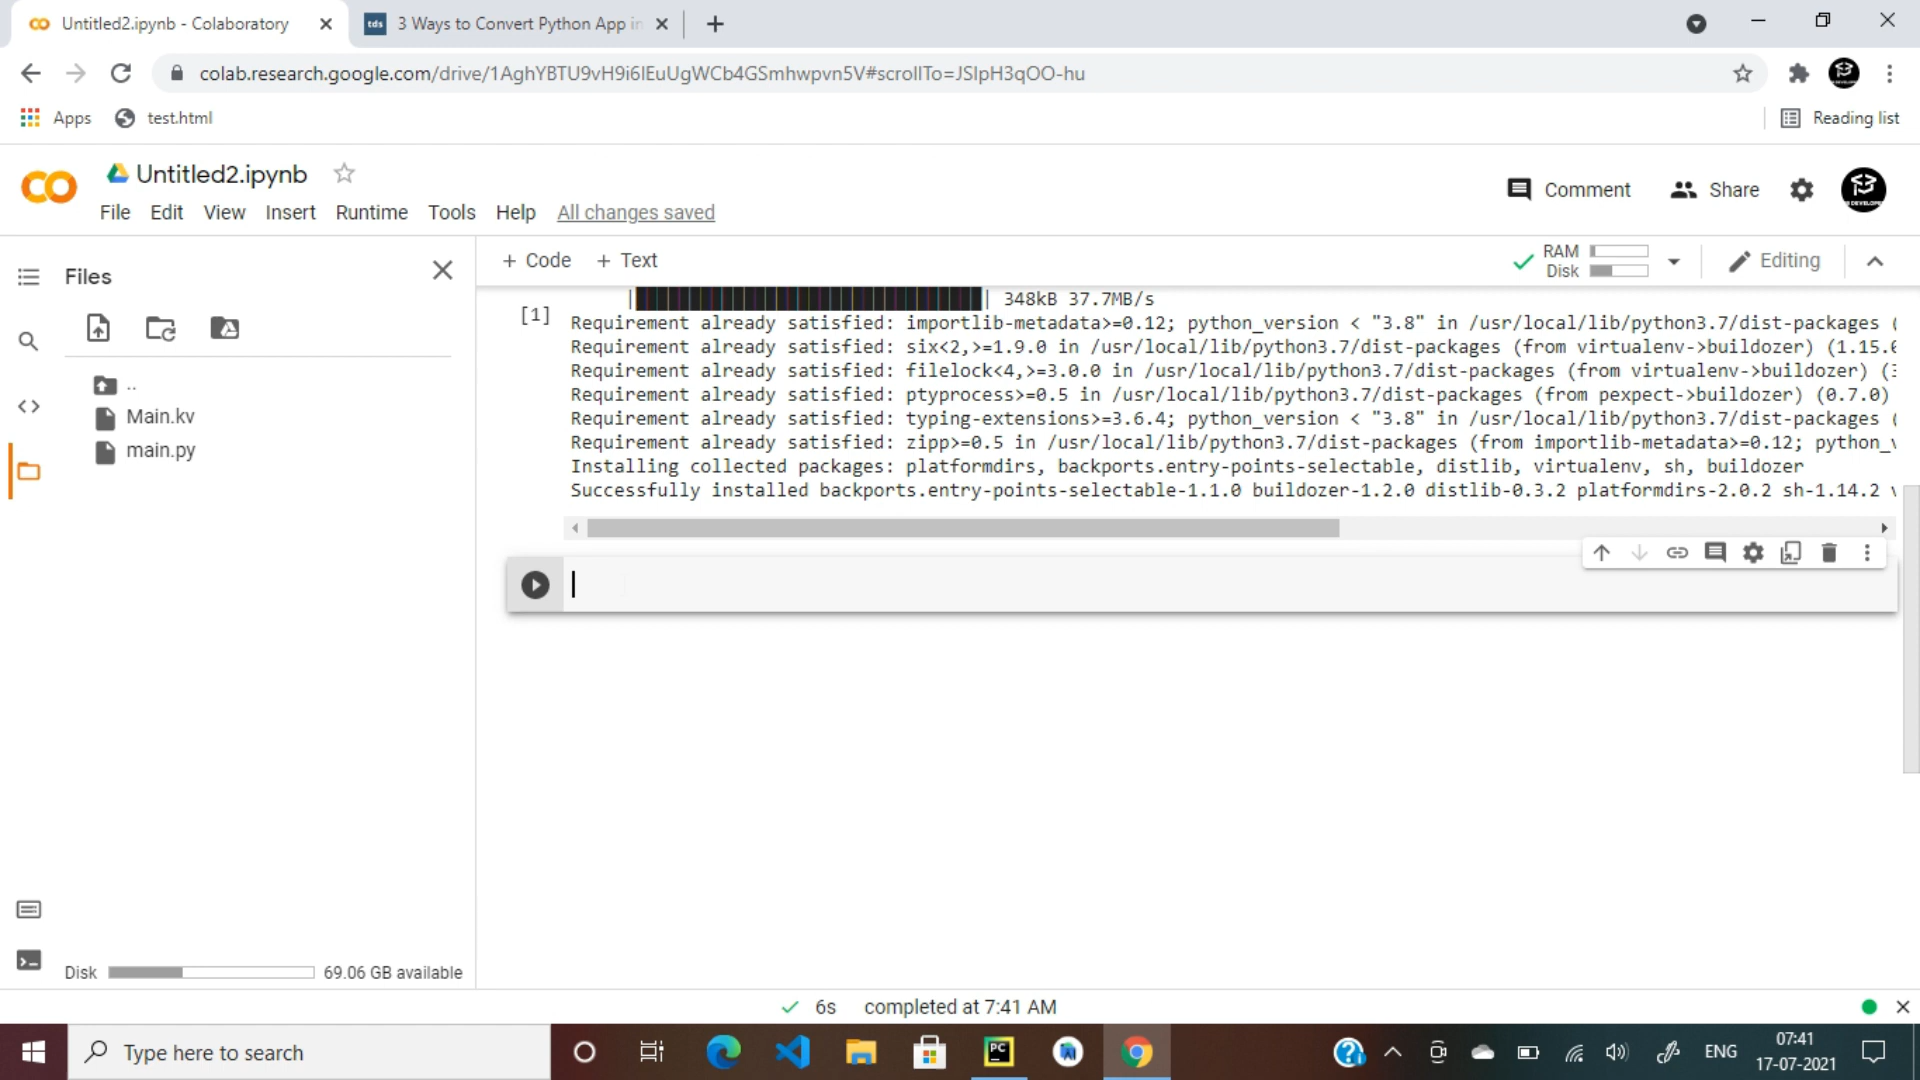 Untitled2.ipynb - Colaboratory
tds 3 Ways to Convert Python App in
colab.research.google.com/drive/1AghYBTU9vH9i6lEuUgWCb4GSmhwpvn5V#scrollTo=JSlpH3qOO-hu
Apps test.html Reading list
Untitled2.ipynb
Comment Share
File Edit View Insert Runtime Tools Help All changes saved
Files
+ Code + Text
RAM
Disk
Editing
348kB 37.7MB/s
[1]
Requirement already satisfied: importlib-metadata>=0.12; python_version < "3.8" in /usr/local/lib/python3.7/dist-packages (
Requirement already satisfied: six<2,>=1.9.0 in /usr/local/lib/python3.7/dist-packages (from virtualenv->buildozer) (1.15.0
Requirement already satisfied: filelock<4,>=3.0.0 in /usr/local/lib/python3.7/dist-packages (from virtualenv->buildozer) (3
Requirement already satisfied: ptyprocess>=0.5 in /usr/local/lib/python3.7/dist-packages (from pexpect->buildozer) (0.7.0)
Requirement already satisfied: typing-extensions>=3.6.4; python_version < "3.8" in /usr/local/lib/python3.7/dist-packages (
Requirement already satisfied: zipp>=0.5 in /usr/local/lib/python3.7/dist-packages (from importlib-metadata>=0.12; python_v
Installing collected packages: platformdirs, backports.entry-points-selectable, distlib, virtualenv, sh, buildozer
Successfully installed backports.entry-points-selectable-1.1.0 buildozer-1.2.0 distlib-0.3.2 platformdirs-2.0.2 sh-1.14.2 v
..
Main.kv
main.py
Disk 69.06 GB available
6s completed at 7:41 AM
Type here to search
PC
ENG
07:41
17-07-2021